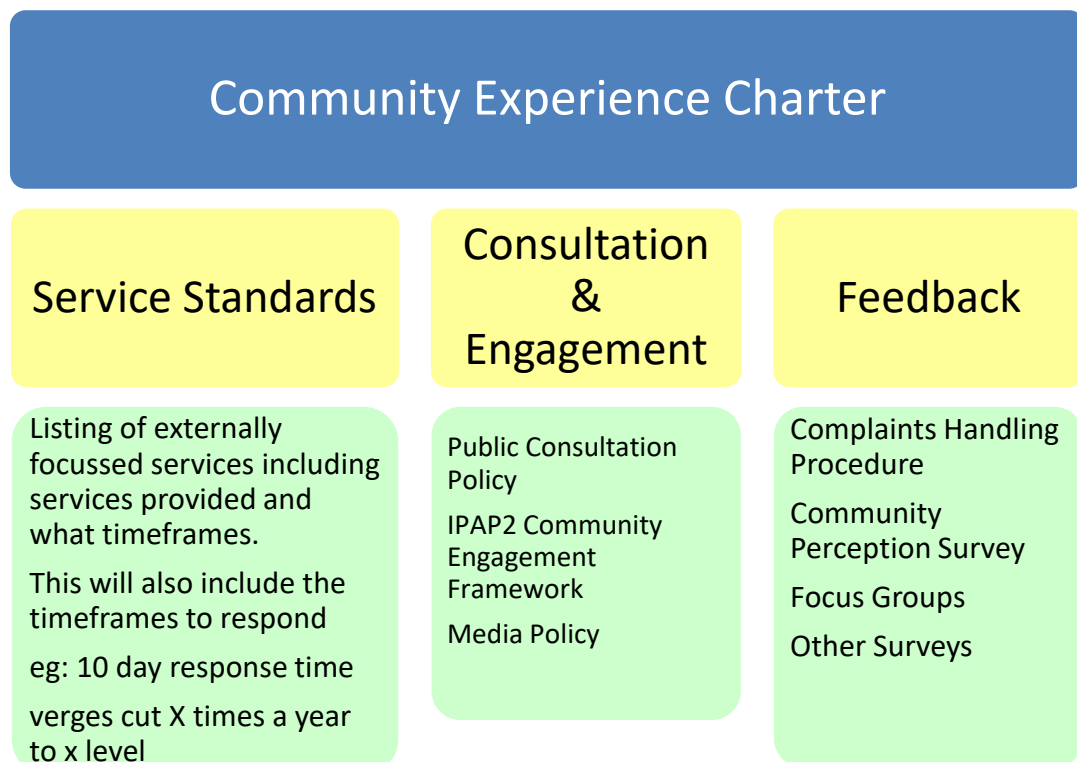 Community Experience Charter
Service Standards
Listing of externally
focussed services including
services provided and
what timeframes.
This will also include the
timeframes to respond
eg: 10 day response time
verges cut X times a year
to x level
Consultation
&
Engagement
Public Consultation
Policy
IPAP2 Community
Engagement
Framework
Media Policy
Feedback
Complaints Handling
Procedure
Community
Perception Survey
Focus Groups
Other Surveys